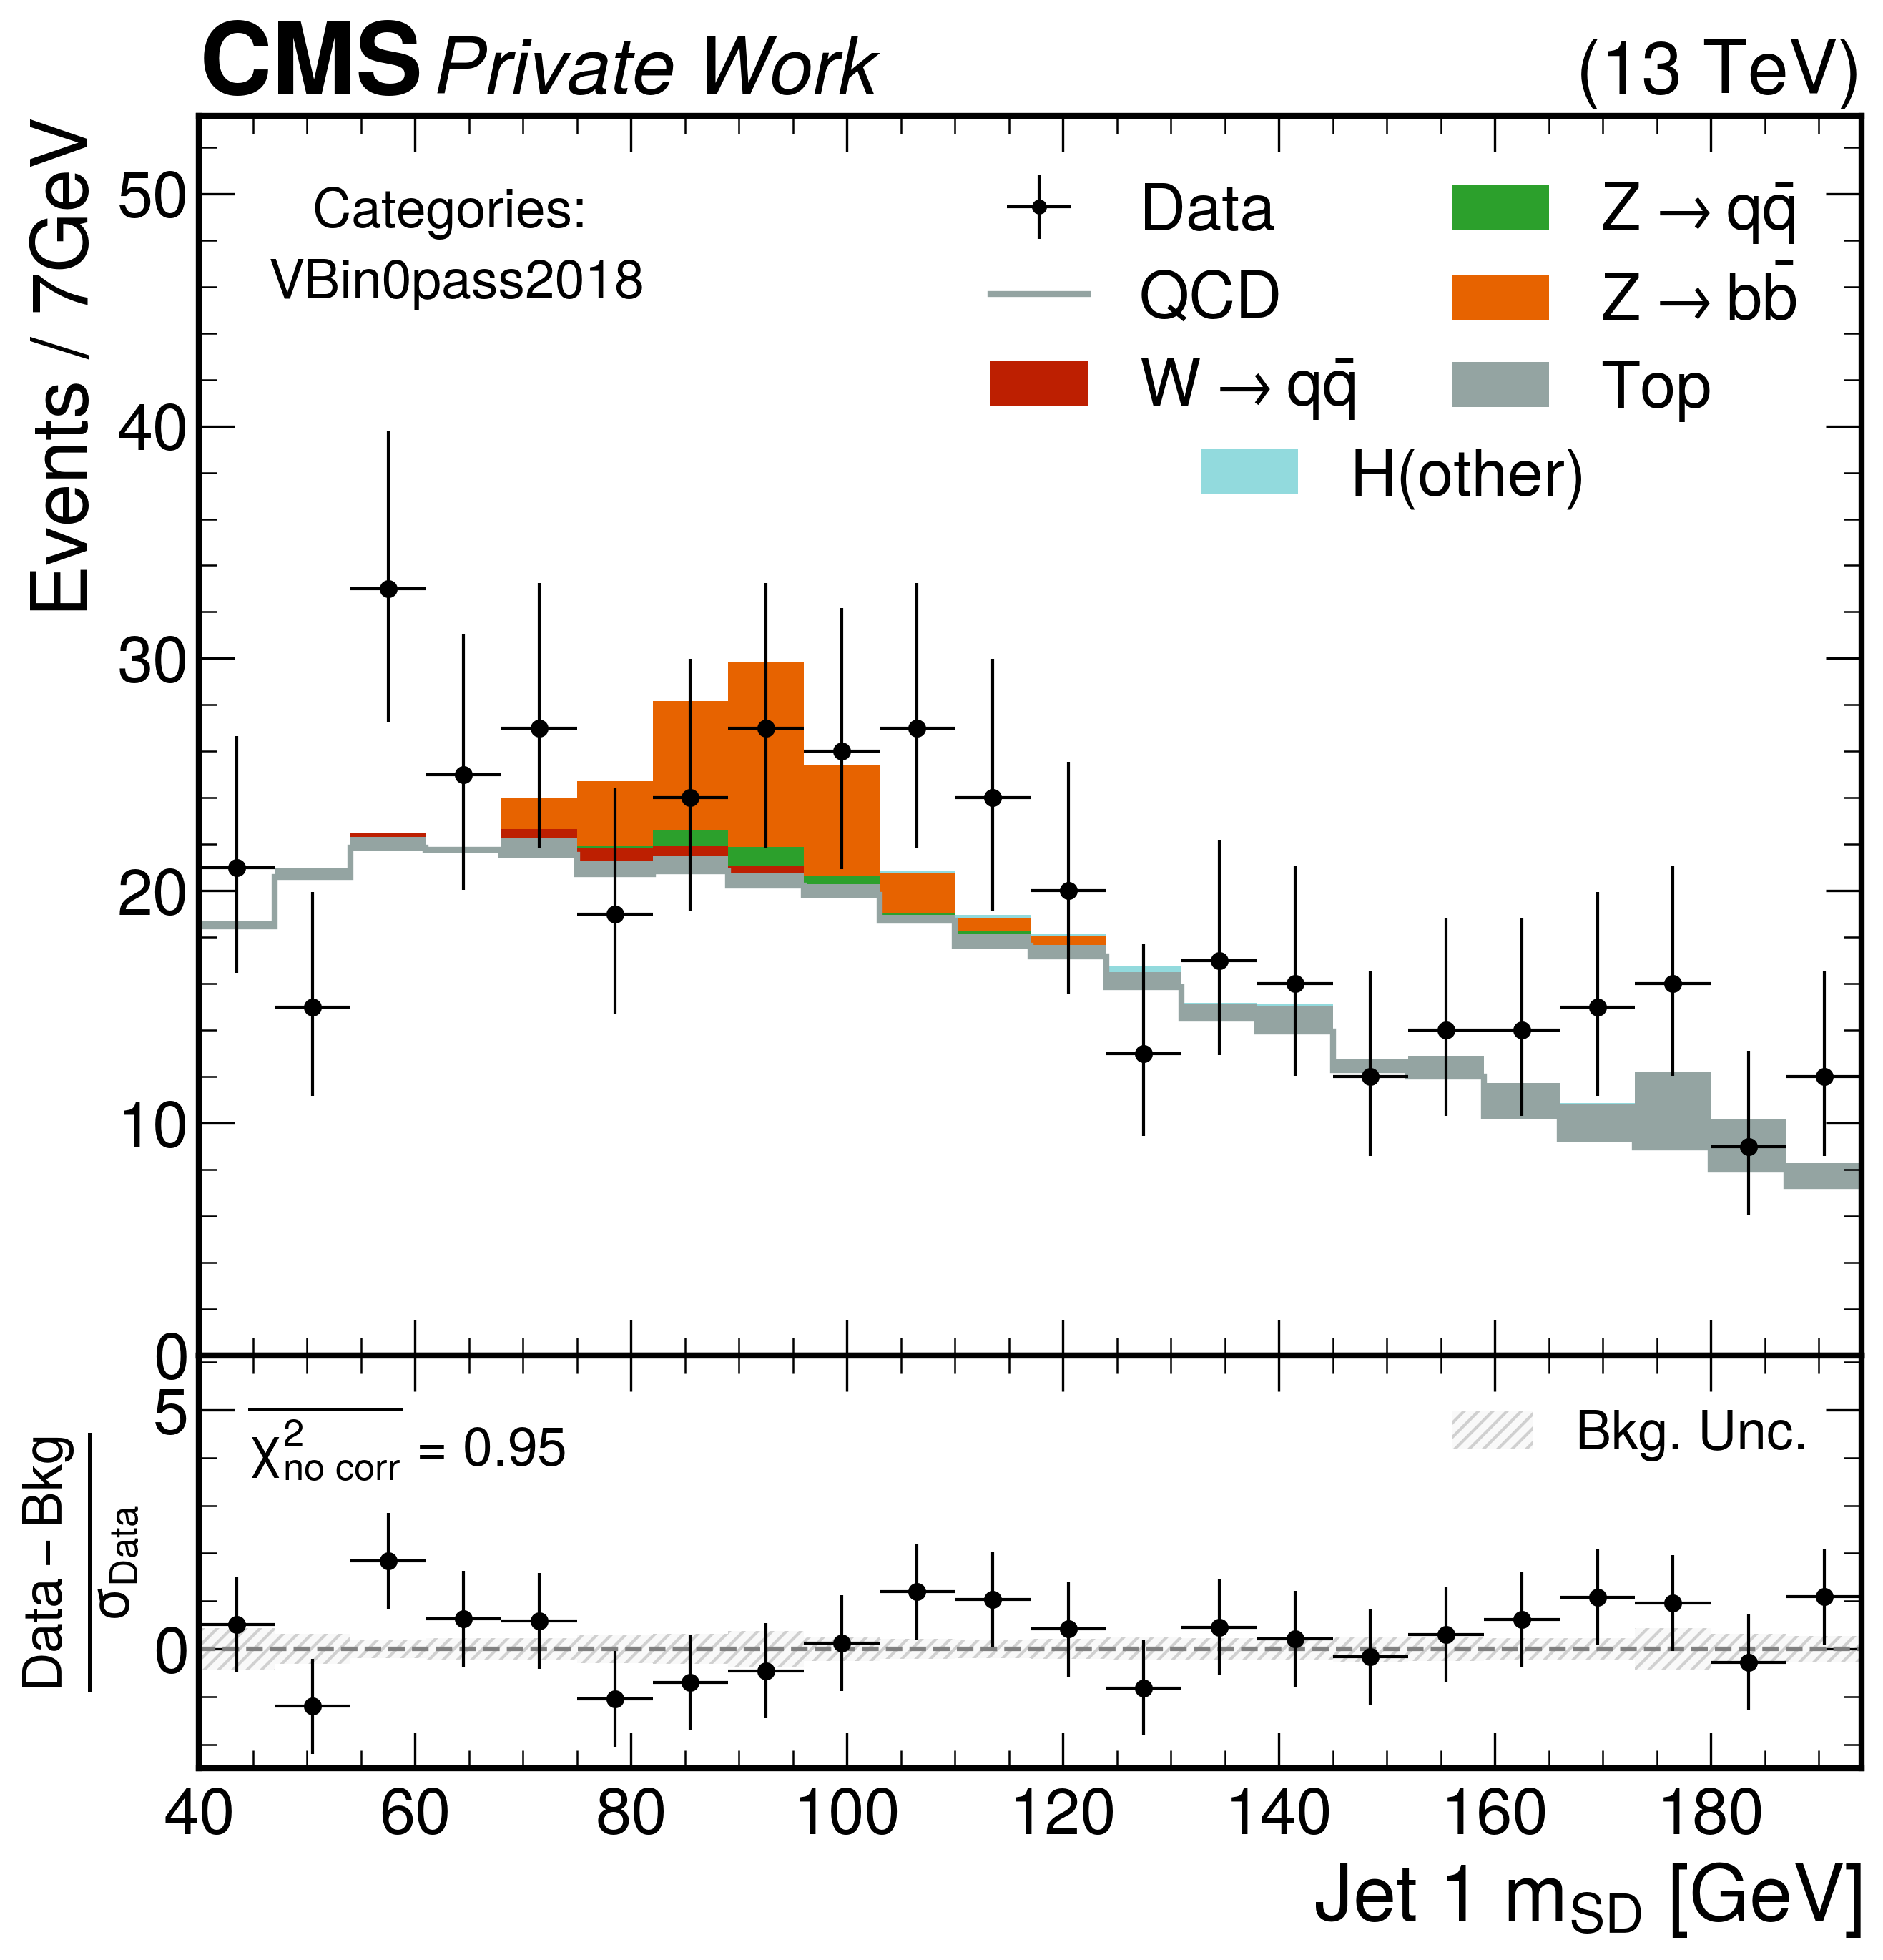 CMS Private Work (13 TeV)
Events / 7GeV
50
40
30
20
10
0
Categories:
VBin0pass2018
Data
QCD
W → qq̄
Z → qq̄
Z → bb̄
Top
H(other)
Data − Bkg
σData
5
0
χ²no corr = 0.95
Bkg. Unc.
40 60 80 100 120 140 160 180
Jet 1 mSD [GeV]